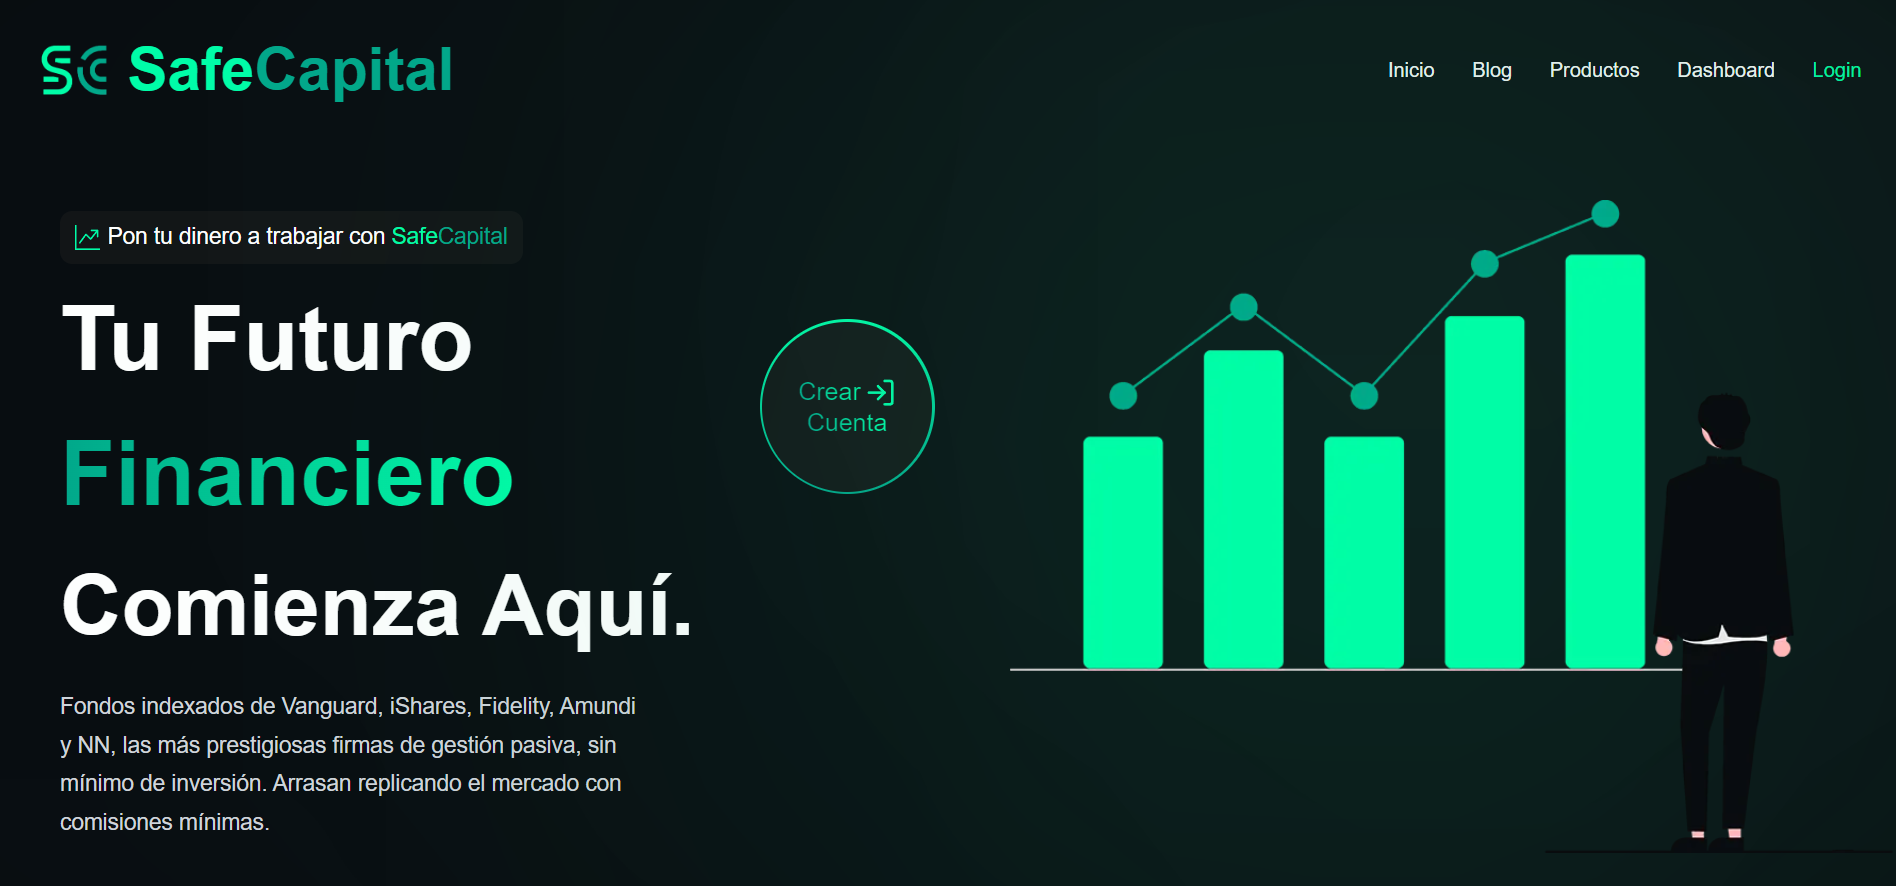 SafeCapital
Inicio Blog Productos Dashboard Login
Pon tu dinero a trabajar con SafeCapital
Tu Futuro
Financiero
Comienza Aquí.
Crear
Cuenta
Fondos indexados de Vanguard, iShares, Fidelity, Amundi
y NN, las más prestigiosas firmas de gestión pasiva, sin
mínimo de inversión. Arrasan replicando el mercado con
comisiones mínimas.